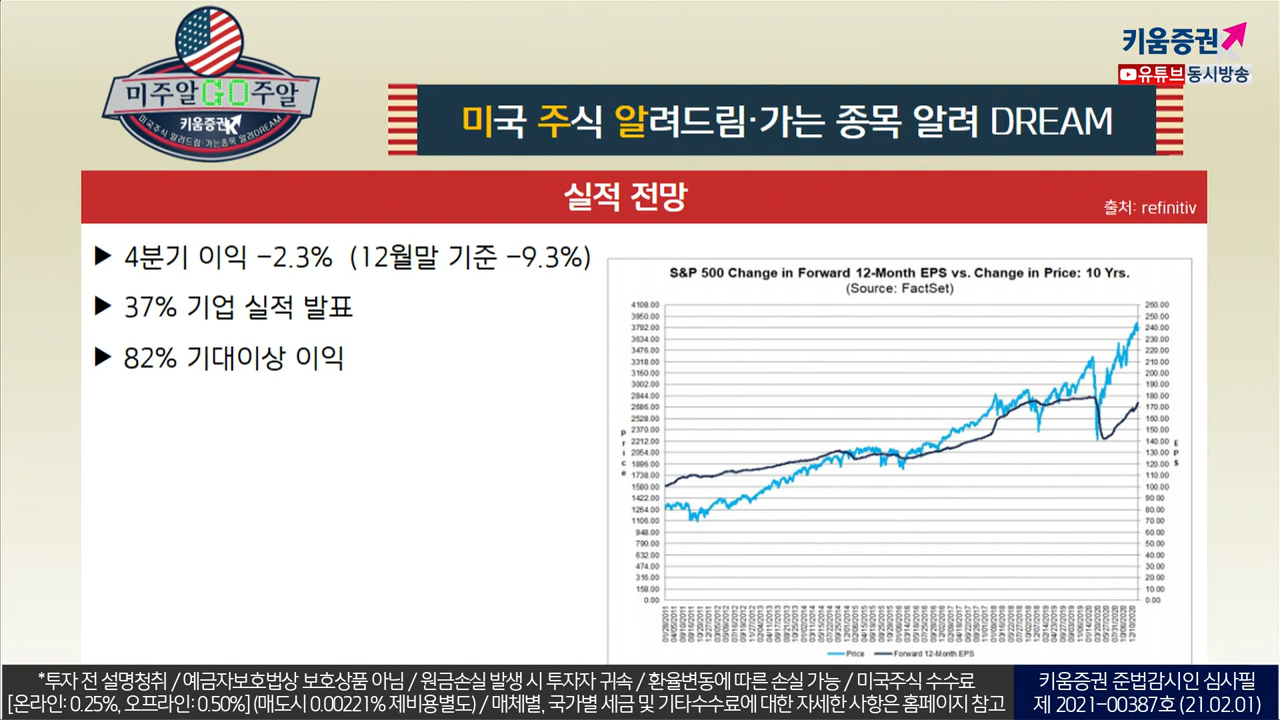 미주알GO주알
키움증권
미국주식 알려드림·가는종목 알려DREAM
키움증권
유튜브동시방송
미국 주식 알려드림·가는 종목 알려 DREAM
실적 전망
출처: refinitiv
▶ 4분기 이익 -2.3% (12월말 기준 -9.3%)
▶ 37% 기업 실적 발표
▶ 82% 기대이상 이익
S&P 500 Change in Forward 12-Month EPS vs. Change in Price: 10 Yrs.
(Source: FactSet)
Price
4108.00
3950.00
3792.00
3634.00
3476.00
3318.00
3160.00
3002.00
2844.00
2686.00
2528.00
2370.00
2212.00
2054.00
1896.00
1738.00
1580.00
1422.00
1264.00
1106.00
948.00
790.00
632.00
474.00
316.00
158.00
0.00
260.00
250.00
240.00
230.00
220.00
210.00
200.00
190.00
180.00
170.00
160.00
150.00
140.00
130.00
120.00
110.00
100.00
90.00
80.00
70.00
60.00
50.00
40.00
30.00
20.00
10.00
0.00
EPS
Price
Forward 12-Month EPS
*투자 전 설명청취 / 예금자보호법상 보호상품 아님 / 원금손실 발생 시 투자자 귀속 / 환율변동에 따른 손실 가능 / 미국주식 수수료
[온라인: 0.25%, 오프라인: 0.50%] (매도시 0.00221% 제비용별도) / 매체별, 국가별 세금 및 기타수수료에 대한 자세한 사항은 홈페이지 참고
키움증권 준법감시인 심사필
제 2021-00387호 (21.02.01)